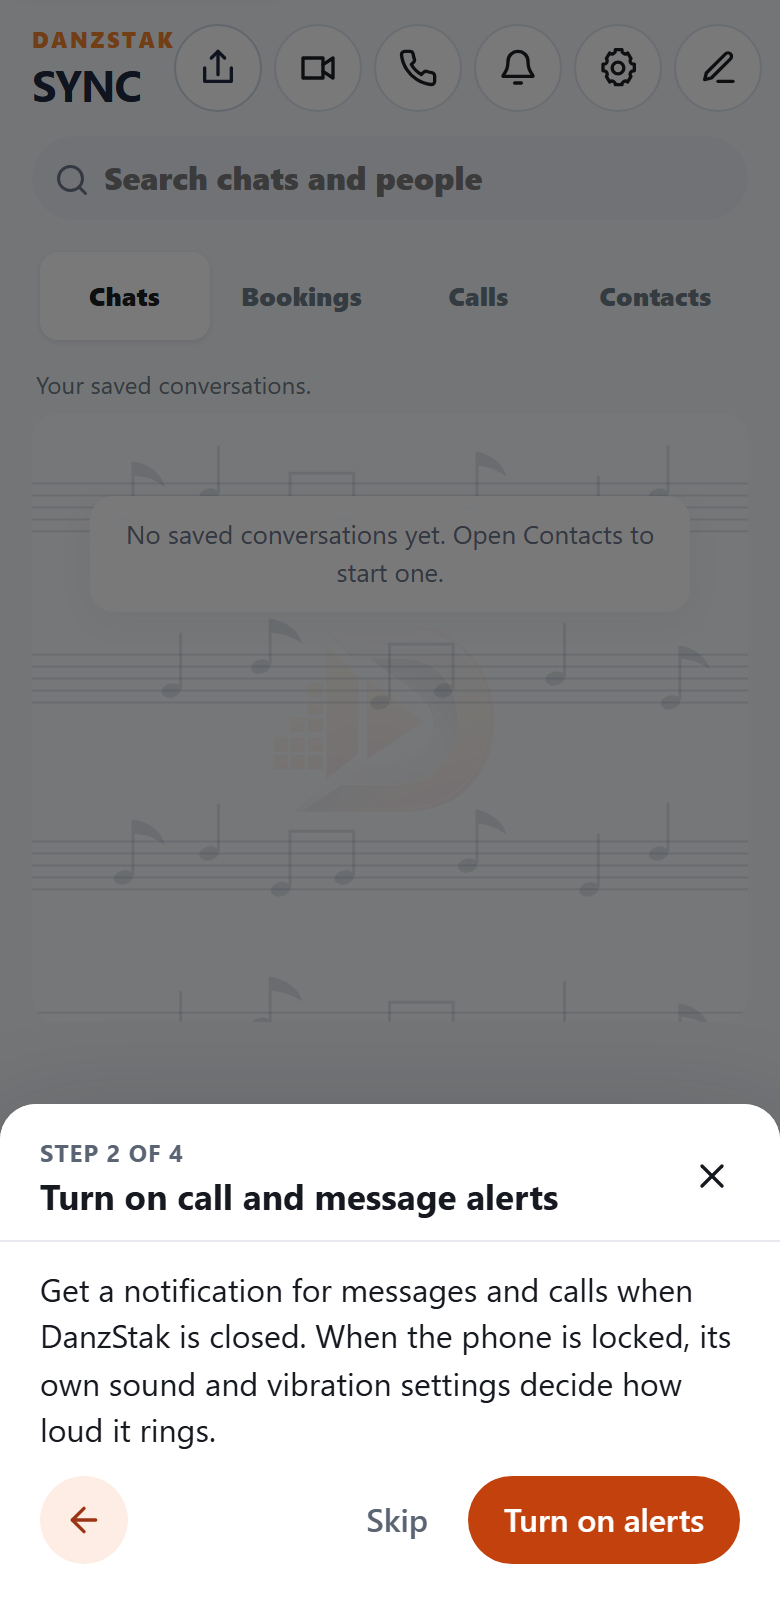 DANZSTAK
SYNC
Search chats and people
Chats
Bookings
Calls
Contacts
Your saved conversations.
No saved conversations yet. Open Contacts to
start one.
STEP 2 OF 4
Turn on call and message alerts
Get a notification for messages and calls when
DanzStak is closed. When the phone is locked, its
own sound and vibration settings decide how
loud it rings.
Skip
Turn on alerts